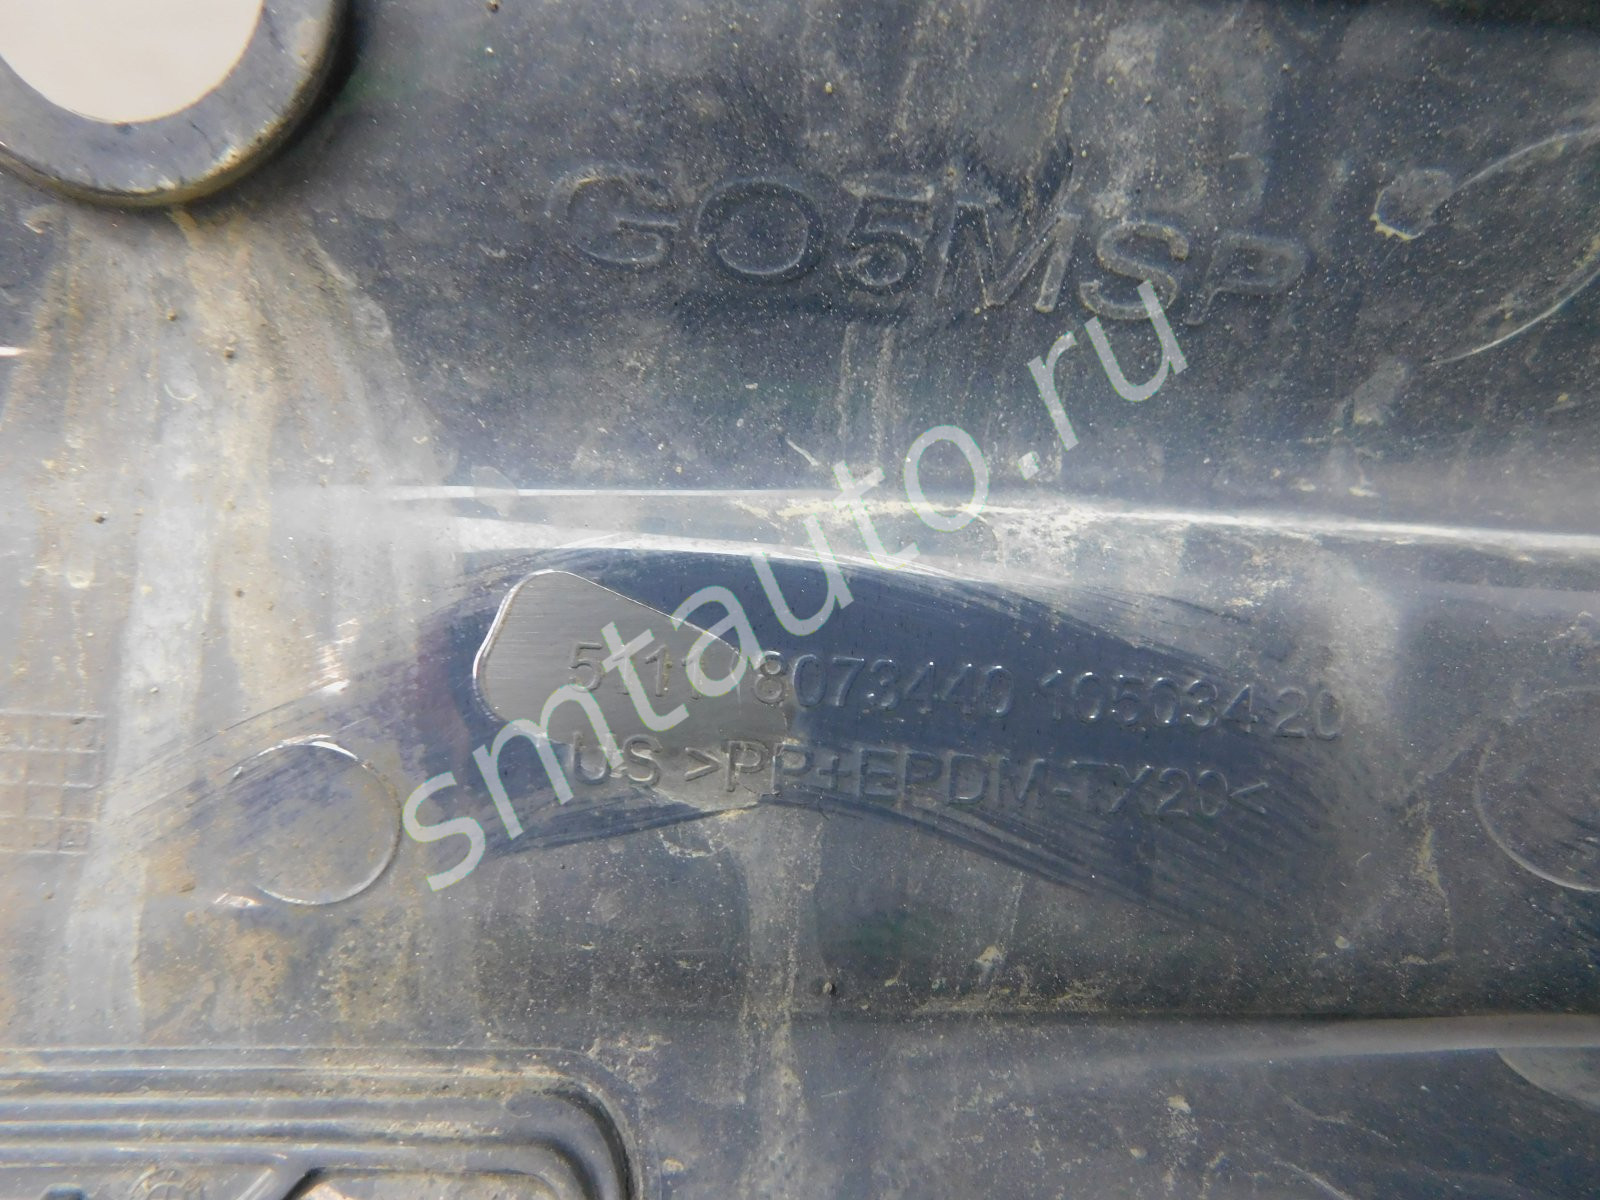 GO5MSP
smtauto.ru
51118073440 10503420
US >PP+EPDM-TX20<